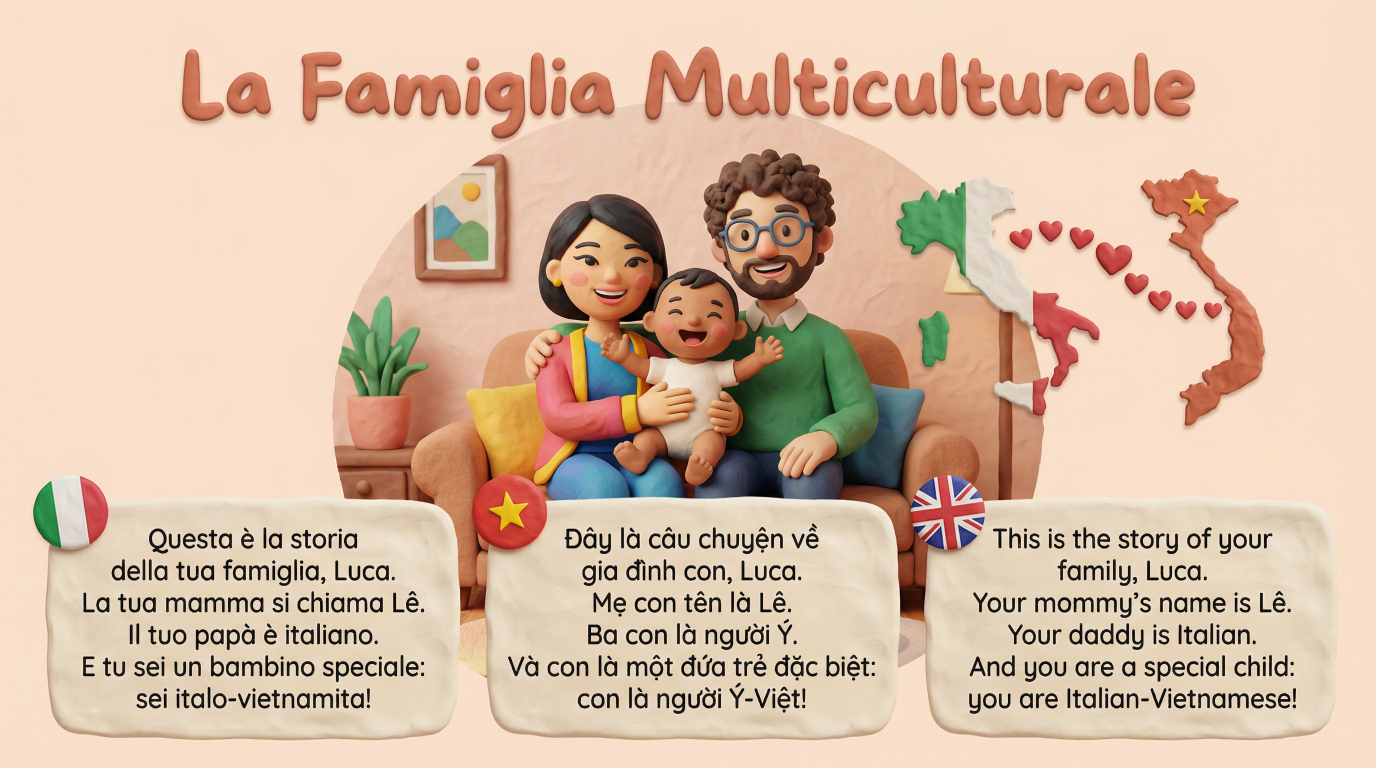 La Famiglia Multiculturale
Questa è la storia
della tua famiglia, Luca.
La tua mamma si chiama Lê.
Il tuo papà è italiano.
E tu sei un bambino speciale:
sei italo-vietnamita!
Đây là câu chuyện về
gia đình con, Luca.
Mẹ con tên là Lê.
Ba con là người Ý.
Và con là một đứa trẻ đặc biệt:
con là người Ý-Việt!
This is the story of your
family, Luca.
Your mommy's name is Lê.
Your daddy is Italian.
And you are a special child:
you are Italian-Vietnamese!